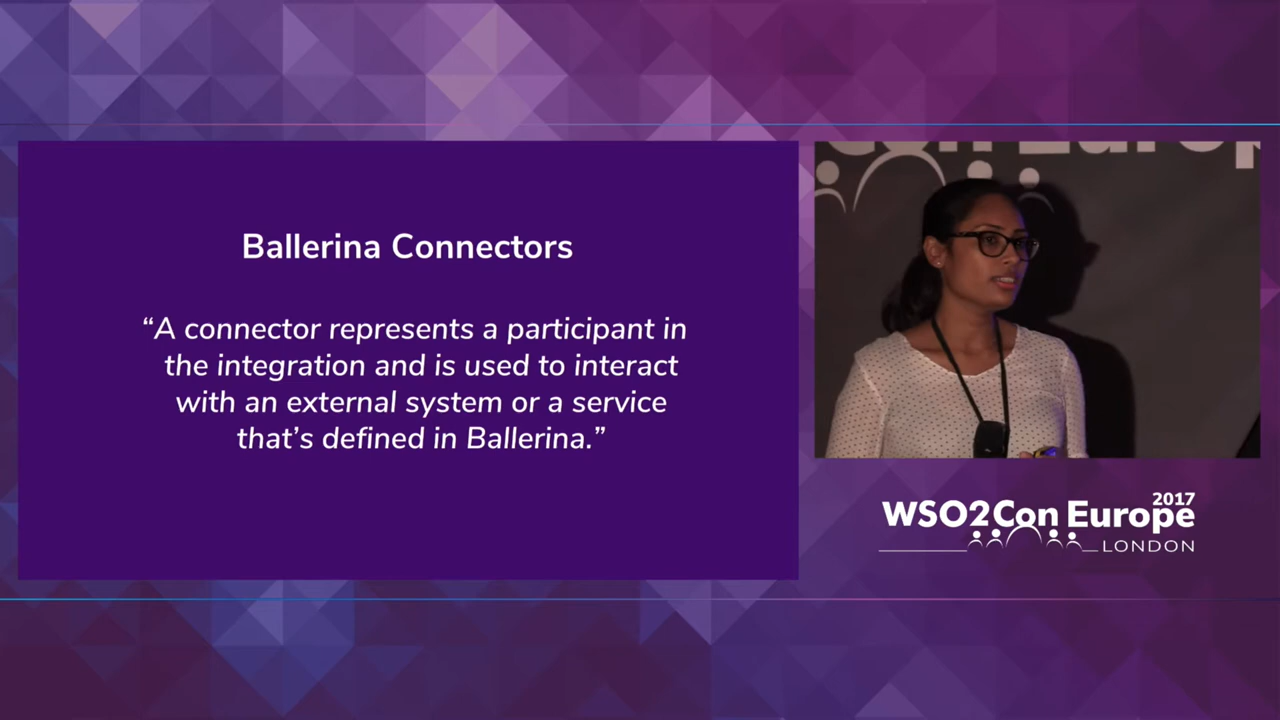 Ballerina Connectors
“A connector represents a participant in
the integration and is used to interact
with an external system or a service
that’s defined in Ballerina.”
WSO2Con Europe 2017
LONDON